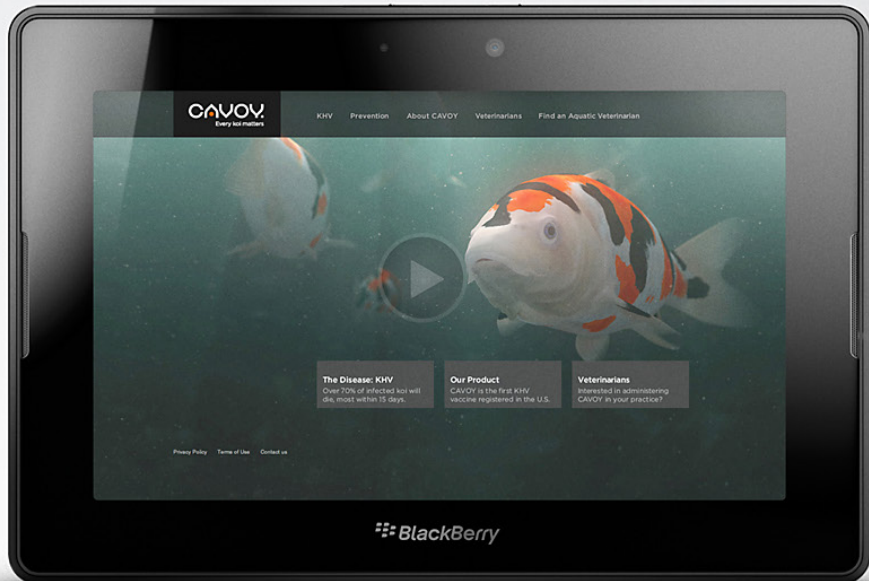 CAVOY.
Every koi matters
KHV Prevention About CAVOY Veterinarians Find an Aquatic Veterinarian
The Disease: KHV
Over 70% of infected koi will
die, most within 15 days.
Our Product
CAVOY is the first KHV
vaccine registered in the U.S.
Veterinarians
Interested in administering
CAVOY in your practice?
Privacy Policy Terms of Use Contact us
BlackBerry